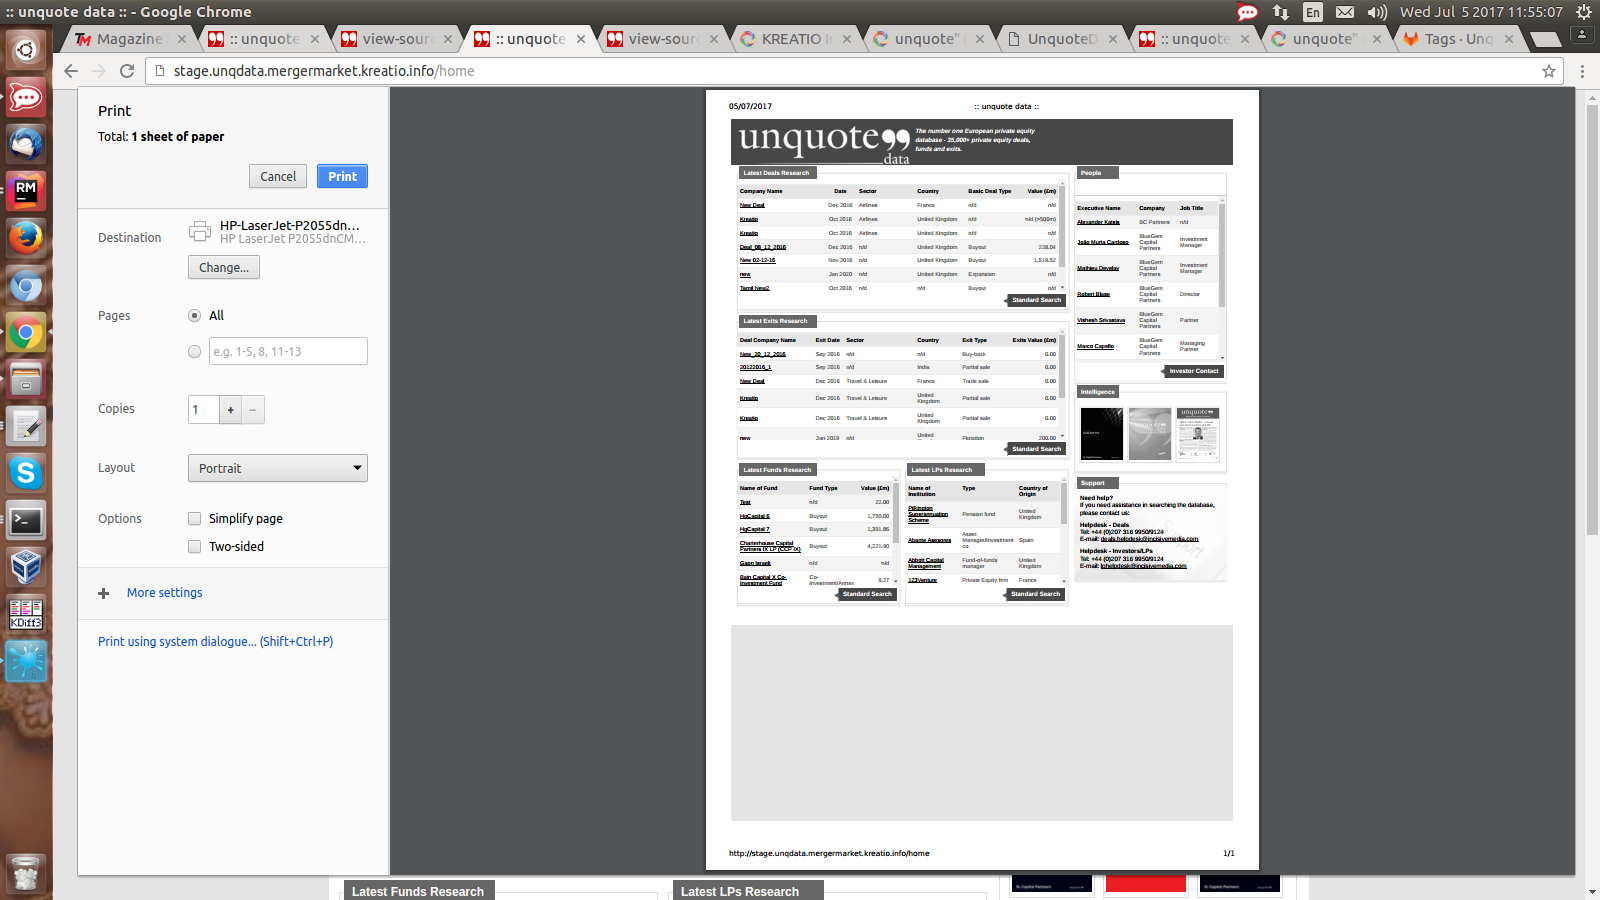 :: unquote data :: - Google Chrome
En
Wed Jul 5 2017 11:55:07
Magazine
:: unquote
view-sour
:: unquote
view-sour
KREATIO I
unquote"
UnquoteD
:: unquote
unquote"
Tags · Unq
stage.unqdata.mergermarket.kreatio.info/home
Print
Total: 1 sheet of paper
Cancel
Print
Destination
HP-LaserJet-P2055dn...
HP LaserJet P2055dnCM...
Change...
Pages
All
e.g. 1-5, 8, 11-13
Copies
1
+
−
Layout
Portrait
Options
Simplify page
Two-sided
More settings
Print using system dialogue... (Shift+Ctrl+P)
RM
KDiff3
05/07/2017
:: unquote data ::
unquote
data
The number one European private equity
database - 35,000+ private equity deals,
funds and exits.
Latest Deals Research
Company Name Date Sector Country Basic Deal Type Value (£m)
New Deal Dec 2016 Airlines France n/d n/d
Kreatio Oct 2016 Airlines United Kingdom n/d n/d (>500m)
Kreatio Oct 2016 Airlines United Kingdom n/d n/d
Deal_08_12_2016 Dec 2016 n/d United Kingdom Buyout 228.04
New 02-12-16 Nov 2016 n/d United Kingdom Buyout 1,519.52
new Jan 2020 n/d United Kingdom Expansion n/d
Tamil New2 Oct 2016 n/d n/d Buyout n/d
Standard Search
Latest Exits Research
Deal Company Name Exit Date Sector Country Exit Type Exits Value (£m)
New_20_12_2016 Sep 2016 n/d n/d Buy-back 0.00
20122016_1 Sep 2016 n/d India Partial sale 0.00
New Deal Dec 2016 Travel & Leisure France Trade sale 0.00
Kreatio Dec 2016 Travel & Leisure United Kingdom Partial sale 0.00
Kreatio Dec 2016 Travel & Leisure United Kingdom Partial sale 0.00
new Jan 2019 n/d United Flotation 200.00
Standard Search
Latest Funds Research
Name of Fund Fund Type Value (£m)
Test n/d 22.00
HgCapital 6 Buyout 1,750.00
HgCapital 7 Buyout 1,391.86
Charterhouse Capital Partners IX LP (CCP IX) Buyout 4,221.90
Gaon Israeli n/d n/d
Bain Capital X Co-Investment Fund Co-investment/Annex 9.27
Standard Search
Latest LPs Research
Name of Institution Type Country of Origin
Pilkington Superannuation Scheme Pension fund United Kingdom
Abante Asesores Asset Manager/Investment co Spain
Abbott Capital Management Fund-of-funds manager United Kingdom
123Venture Private Equity firm France
Standard Search
People
Executive Name Company Job Title
Alexander Katais BC Partners n/d
João Muria Cardoso BlueGem Capital Partners Investment Manager
Mathieu Develay BlueGem Capital Partners Investment Manager
Robert Blase BlueGem Capital Partners Director
Vishesh Srivastava BlueGem Capital Partners Partner
Marco Capello BlueGem Capital Partners Managing Partner
Investor Contact
Intelligence
unquote
Support
Need help?
If you need assistance in searching the database,
please contact us:
Helpdesk - Deals
Tel: +44 (0)207 316 9950/9124
E-mail: deals.helpdesk@incisivemedia.com
Helpdesk - Investors/LPs
Tel: +44 (0)207 316 9950/9124
E-mail: lphelpdesk@incisivemedia.com
http://stage.unqdata.mergermarket.kreatio.info/home
1/1
Latest Funds Research
Latest LPs Research